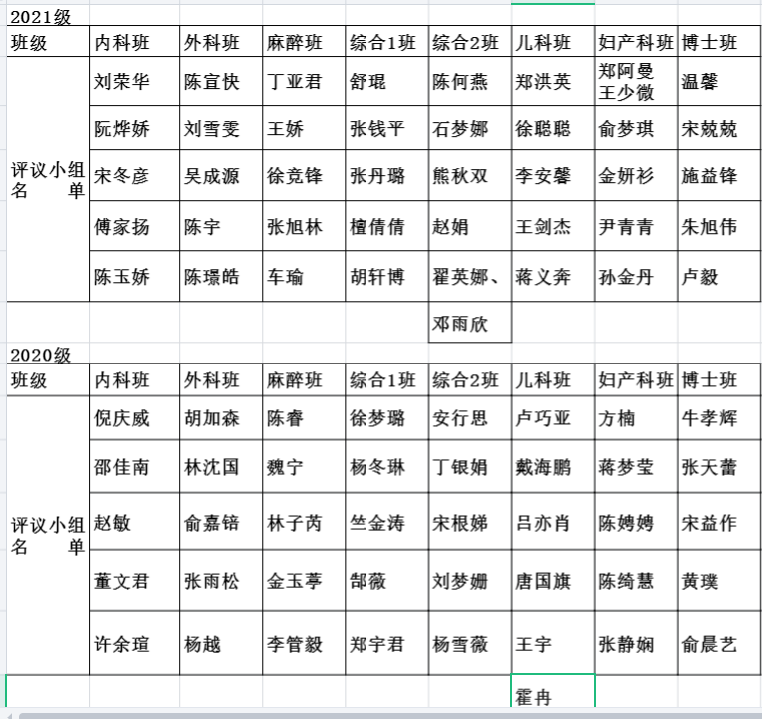 2021级
班级 内科班 外科班 麻醉班 综合1班 综合2班 儿科班 妇产科班 博士班
评议小组名单
刘荣华 陈宣快 丁亚君 舒琨 陈何燕 郑洪英 郑阿曼 王少微 温馨
阮烨娇 刘雪雯 王娇 张钱平 石梦娜 徐聪聪 俞梦琪 宋兢兢
宋冬彦 吴成源 徐竞锋 张丹璐 熊秋双 李安馨 金妍衫 施益锋
傅家扬 陈宇 张旭林 檀倩倩 赵娟 王剑杰 尹青青 朱旭伟
陈玉娇 陈璟皓 车瑜 胡轩博 翟英娜、 蒋义奔 孙金丹 卢毅
邓雨欣
2020级
班级 内科班 外科班 麻醉班 综合1班 综合2班 儿科班 妇产科班 博士班
评议小组名单
倪庆威 胡加森 陈睿 徐梦璐 安行思 卢巧亚 方楠 牛孝辉
邵佳南 林沈国 魏宁 杨冬琳 丁银娟 戴海鹏 蒋梦莹 张天蕾
赵敏 俞嘉锫 林子芮 竺金涛 宋根娣 吕亦肖 陈娉娉 宋益作
董文君 张雨松 金玉葶 郜薇 刘梦姗 唐国旗 陈绮慧 黄璞
许余瑄 杨越 李管毅 郑宇君 杨雪薇 王宇 张静娴 俞晨艺
霍冉